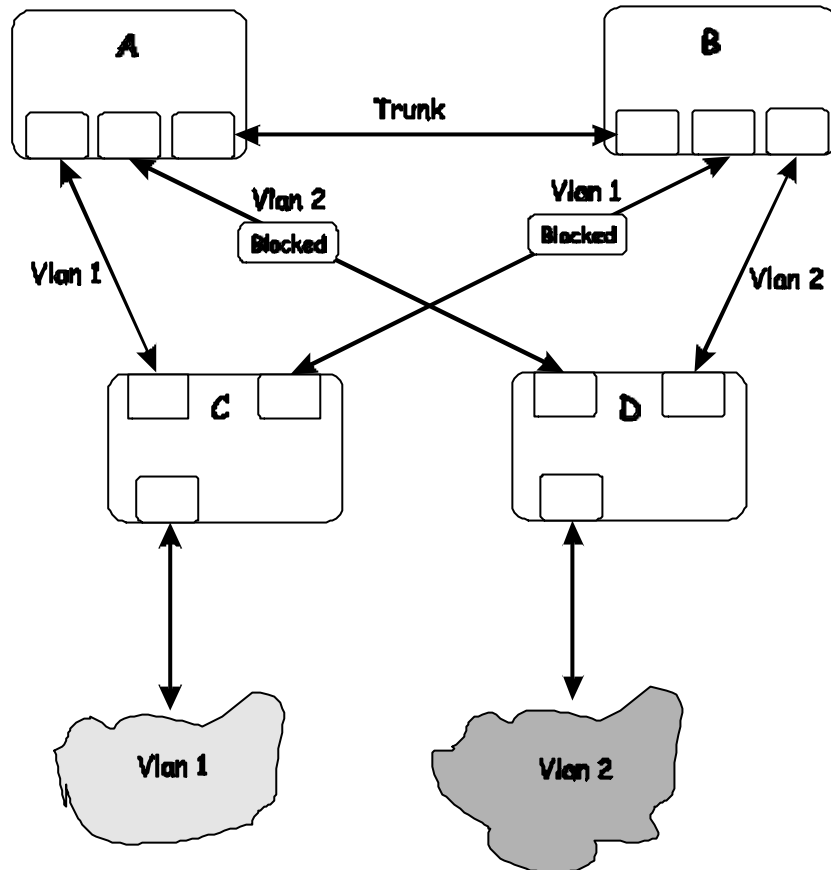 A
B
Trunk
Vlan 2
Vlan 1
Blocked
Blocked
Vlan 1
Vlan 2
C
D
Vlan 1
Vlan 2